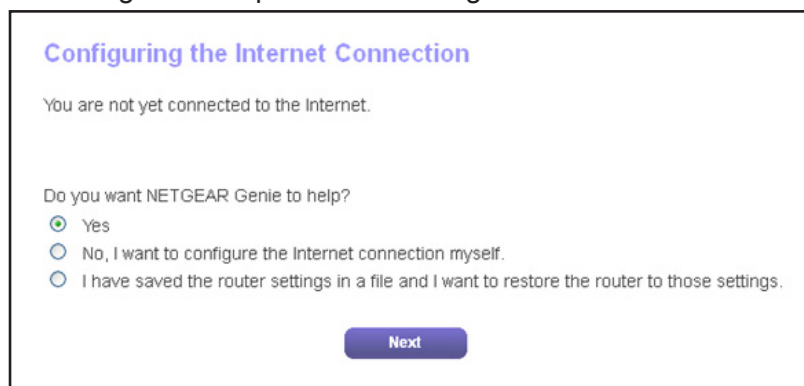 Configuring the Internet Connection
You are not yet connected to the Internet.
Do you want NETGEAR Genie to help?
Yes
No, I want to configure the Internet connection myself.
I have saved the router settings in a file and I want to restore the router to those settings.
Next